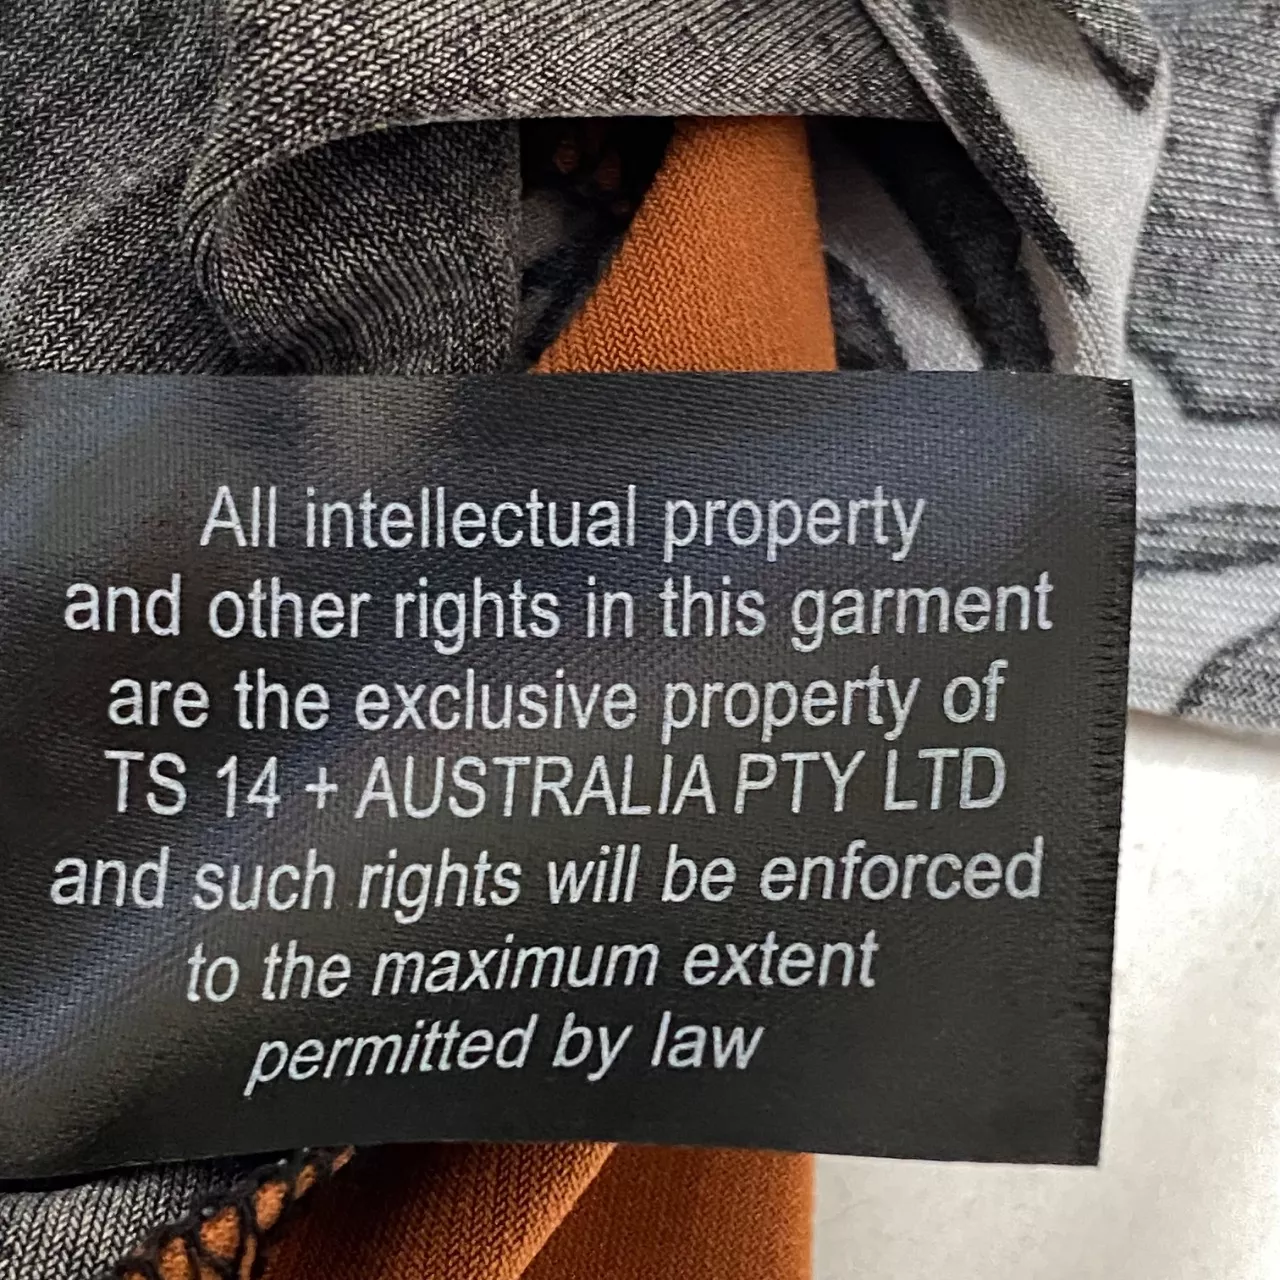 All intellectual property
and other rights in this garment
are the exclusive property of
TS 14 + AUSTRALIA PTY LTD
and such rights will be enforced
to the maximum extent
permitted by law